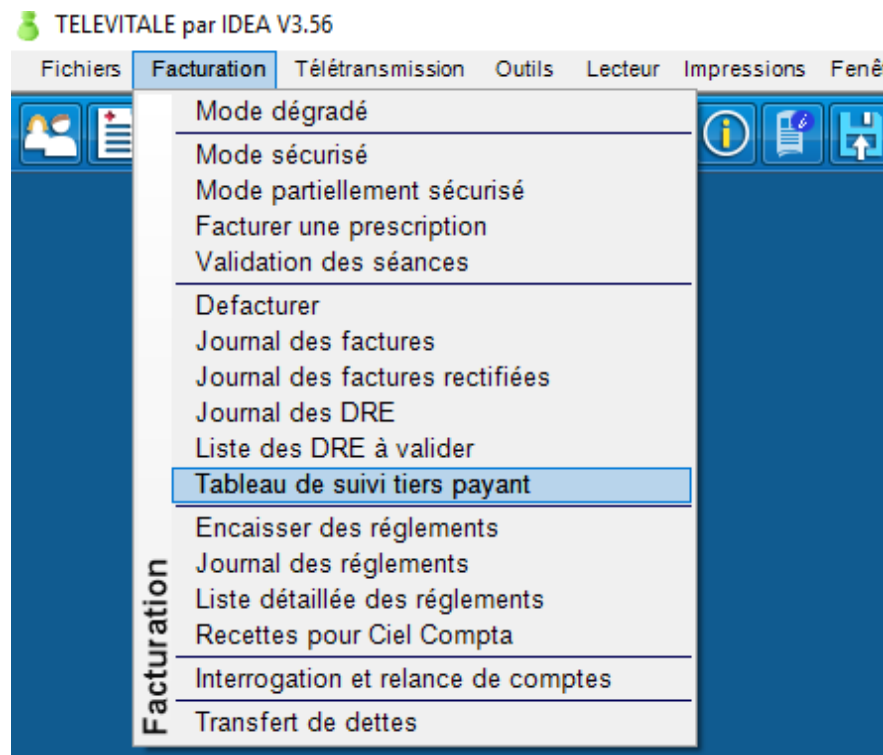 TELEVITALE par IDEA V3.56
Fichiers Facturation Télétransmission Outils Lecteur Impressions Fenê
Mode dégradé
Mode sécurisé
Mode partiellement sécurisé
Facturer une prescription
Validation des séances
Defacturer
Journal des factures
Journal des factures rectifiées
Journal des DRE
Liste des DRE à valider
Tableau de suivi tiers payant
Encaisser des réglements
Journal des réglements
Liste détaillée des réglements
Recettes pour Ciel Compta
Interrogation et relance de comptes
Transfert de dettes
Facturation